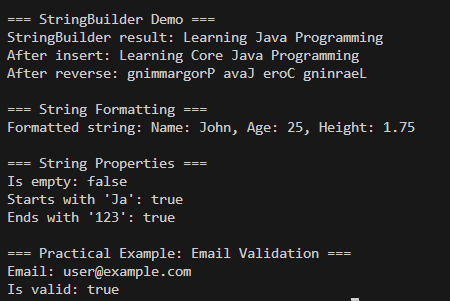 === StringBuilder Demo ===
StringBuilder result: Learning Java Programming
After insert: Learning Core Java Programming
After reverse: gnimmargorP avaJ eroC gninraeL
=== String Formatting ===
Formatted string: Name: John, Age: 25, Height: 1.75
=== String Properties ===
Is empty: false
Starts with 'Ja': true
Ends with '123': true
=== Practical Example: Email Validation ===
Email: user@example.com
Is valid: true